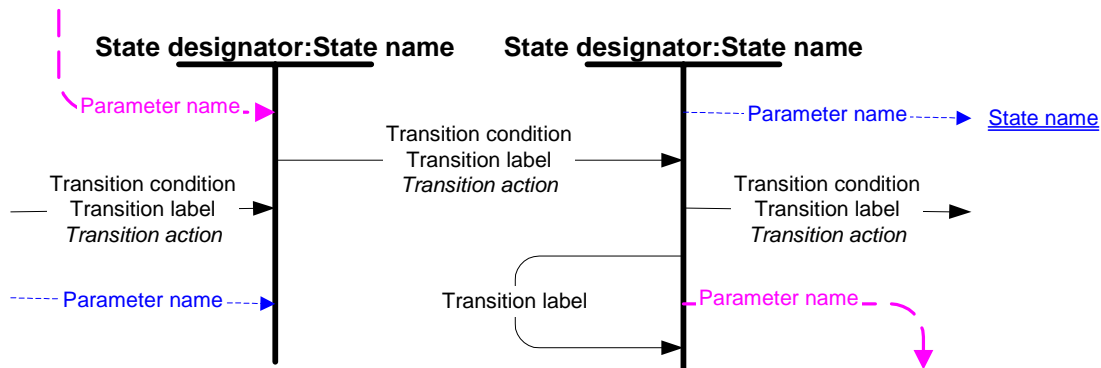 State designator:State name
State designator:State name
Parameter name
Parameter name
State name
Transition condition
Transition label
Transition action
Transition condition
Transition label
Transition action
Transition condition
Transition label
Transition action
Parameter name
Transition label
Parameter name